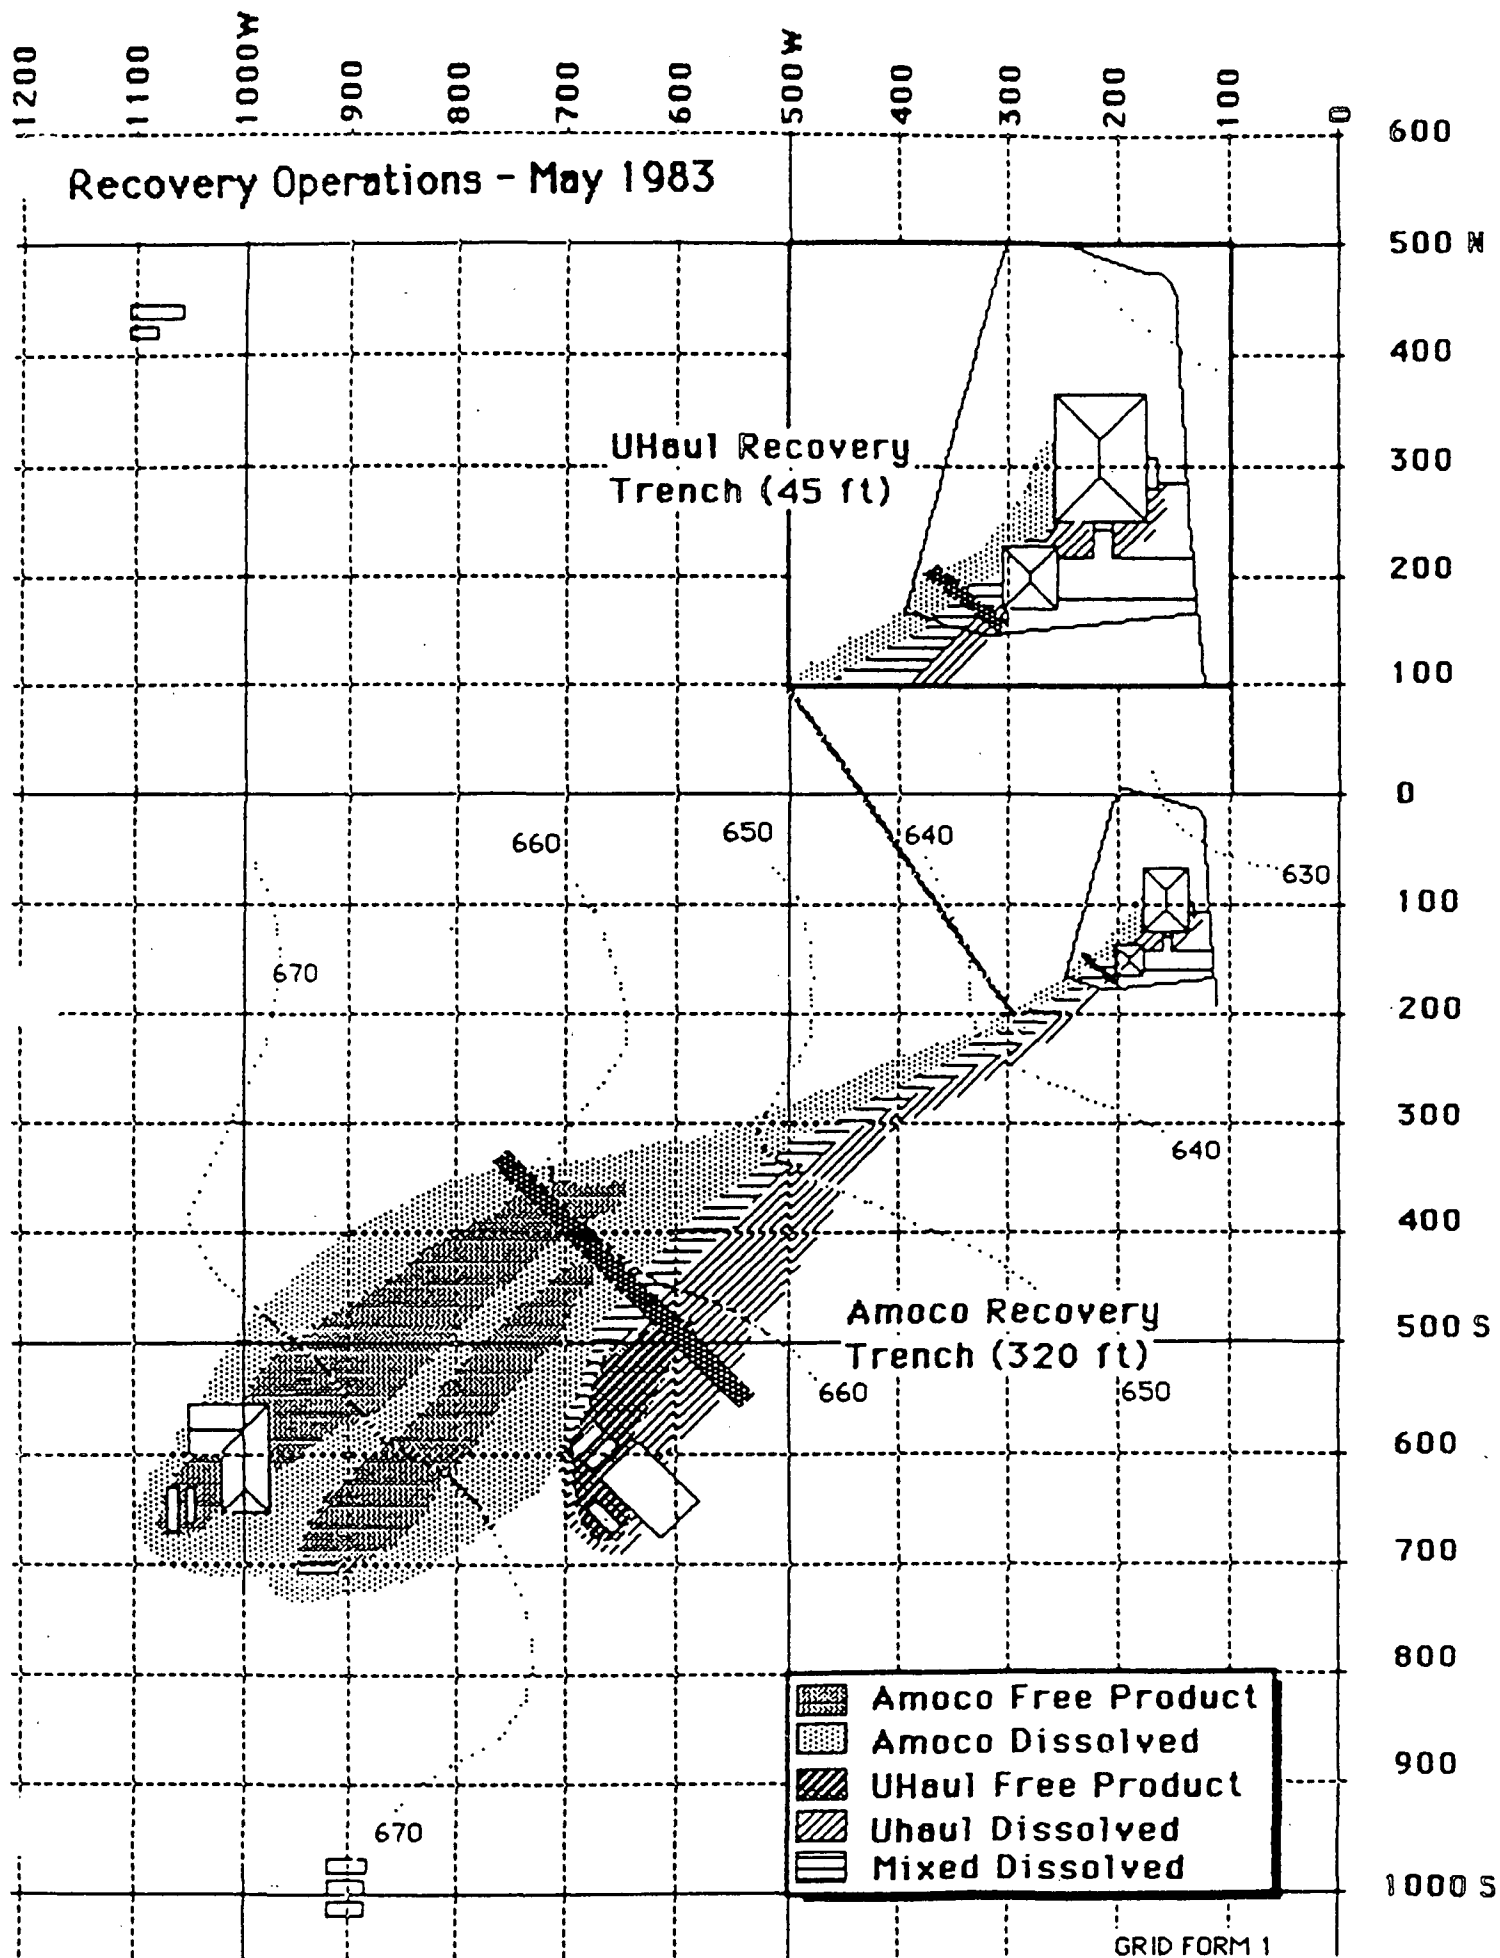 1200
1100
1000W
900
800
700
600
500W
400
300
200
100
0
600
Recovery Operations - May 1983
500 N
400
UHaul Recovery
Trench (45 ft)
300
200
100
0
660
650
640
630
100
670
200
300
640
400
Amoco Recovery
Trench (320 ft)
500 S
660
650
600
700
800
Amoco Free Product
Amoco Dissolved
UHaul Free Product
Uhaul Dissolved
Mixed Dissolved
900
670
1000 S
GRID FORM 1